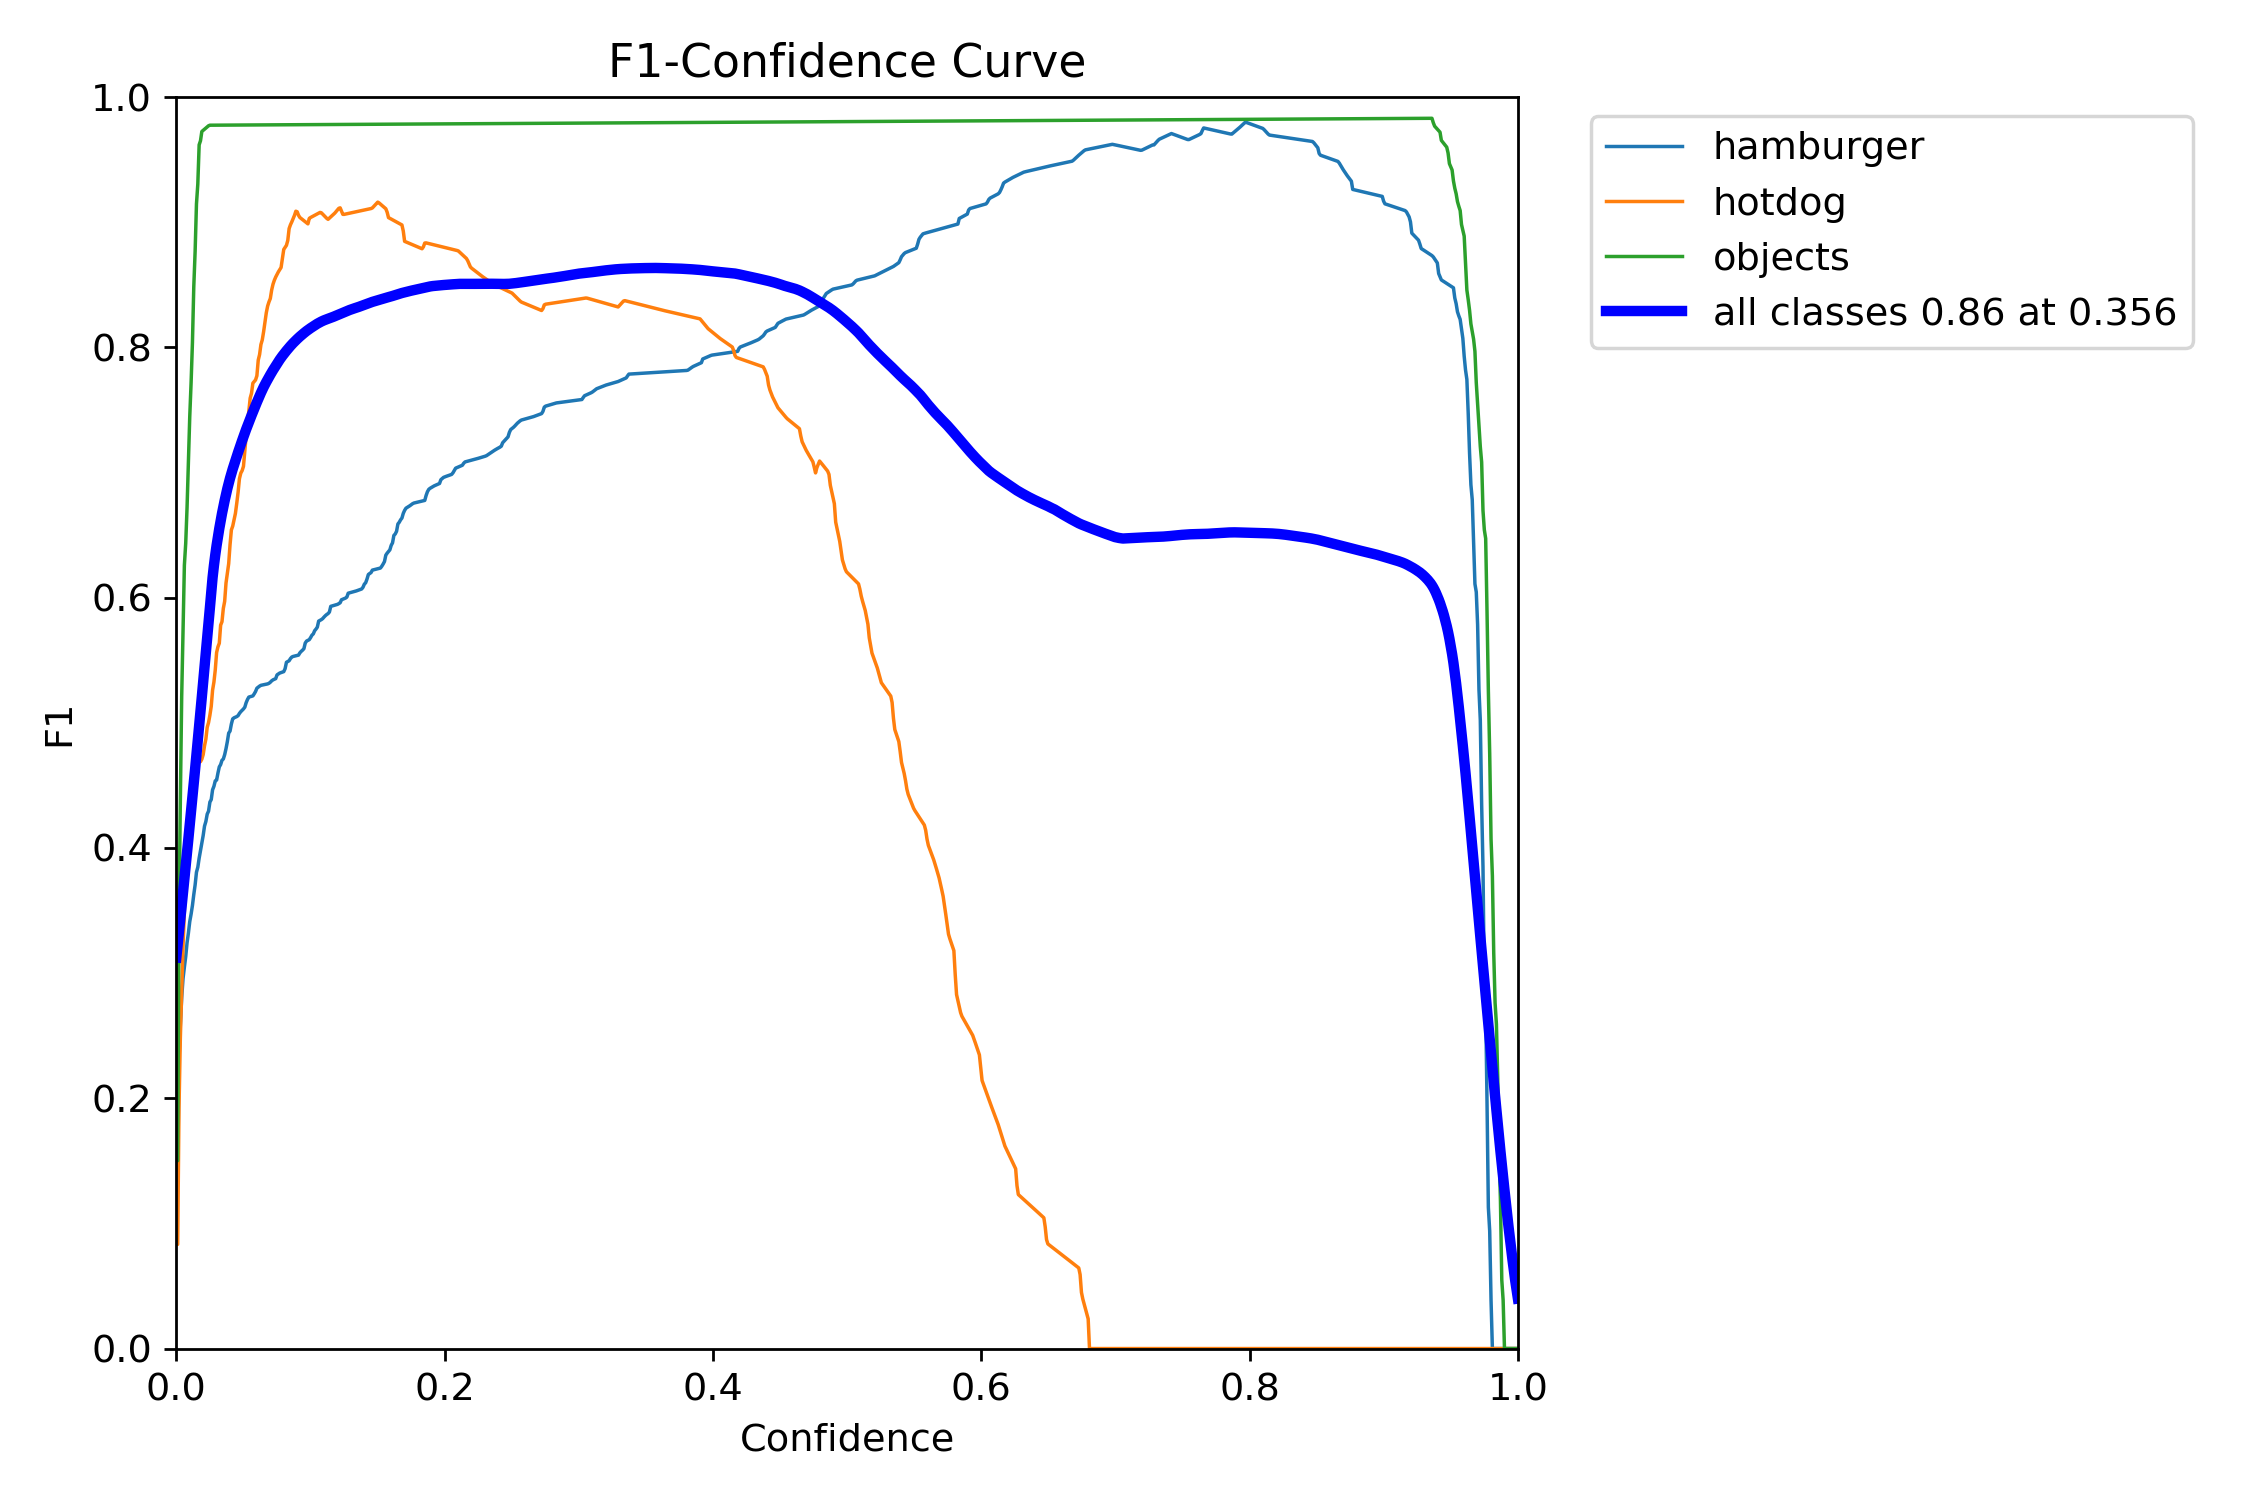 F1-Confidence Curve
1.0
0.8
0.6
0.4
0.2
0.0
F1
0.0 0.2 0.4 0.6 0.8 1.0
Confidence
hamburger
hotdog
objects
all classes 0.86 at 0.356